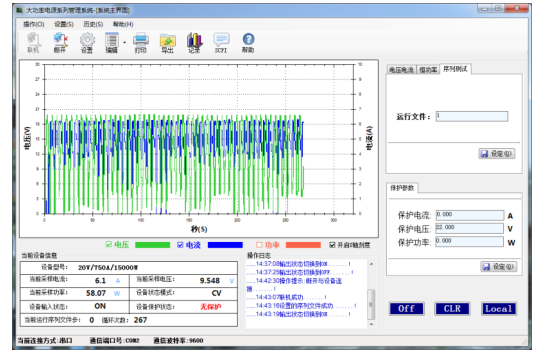 大功率电源系列管理系统-[系统主界面]
操作(O) 设置(S) 历史(S) 帮助(H)
联机 断开 设置 编辑 打印 导出 记录 SCPI 帮助
电压电流 恒功率 序列测试
运行文件: 1
设定(Q)
保护参数
保护电流: 0.000 A
保护电压: 22.000 V
保护功率: 0.000 W
设定(Q)
Off CLR Local
电压(V)
电流(A)
秒(S)
电压 电流 功率 开启Y轴刻度
当前设备信息
设备型号: 20V/750A/15000W
当前采样电流: 6.1 A 当前采样电压: 9.548 V
当前采样功率: 58.07 W 设备状态模式: CV
设备输入状态: ON 设备保护状态: 无保护
当前运行序列文件步: 0 循环次数: 267
操作日志
....14:37:08输出状态切换到ON........!
....14:37:26输出状态切换到OFF........!
....14:42:30操作提示:断开与设备连
接........!
....14:43:07联机成功........!
....14:43:16设置的序列文件成功........!
....14:43:19输出状态切换到ON........!
当前连接方式:串口 通信端口号:COM2 通信波特率:9600